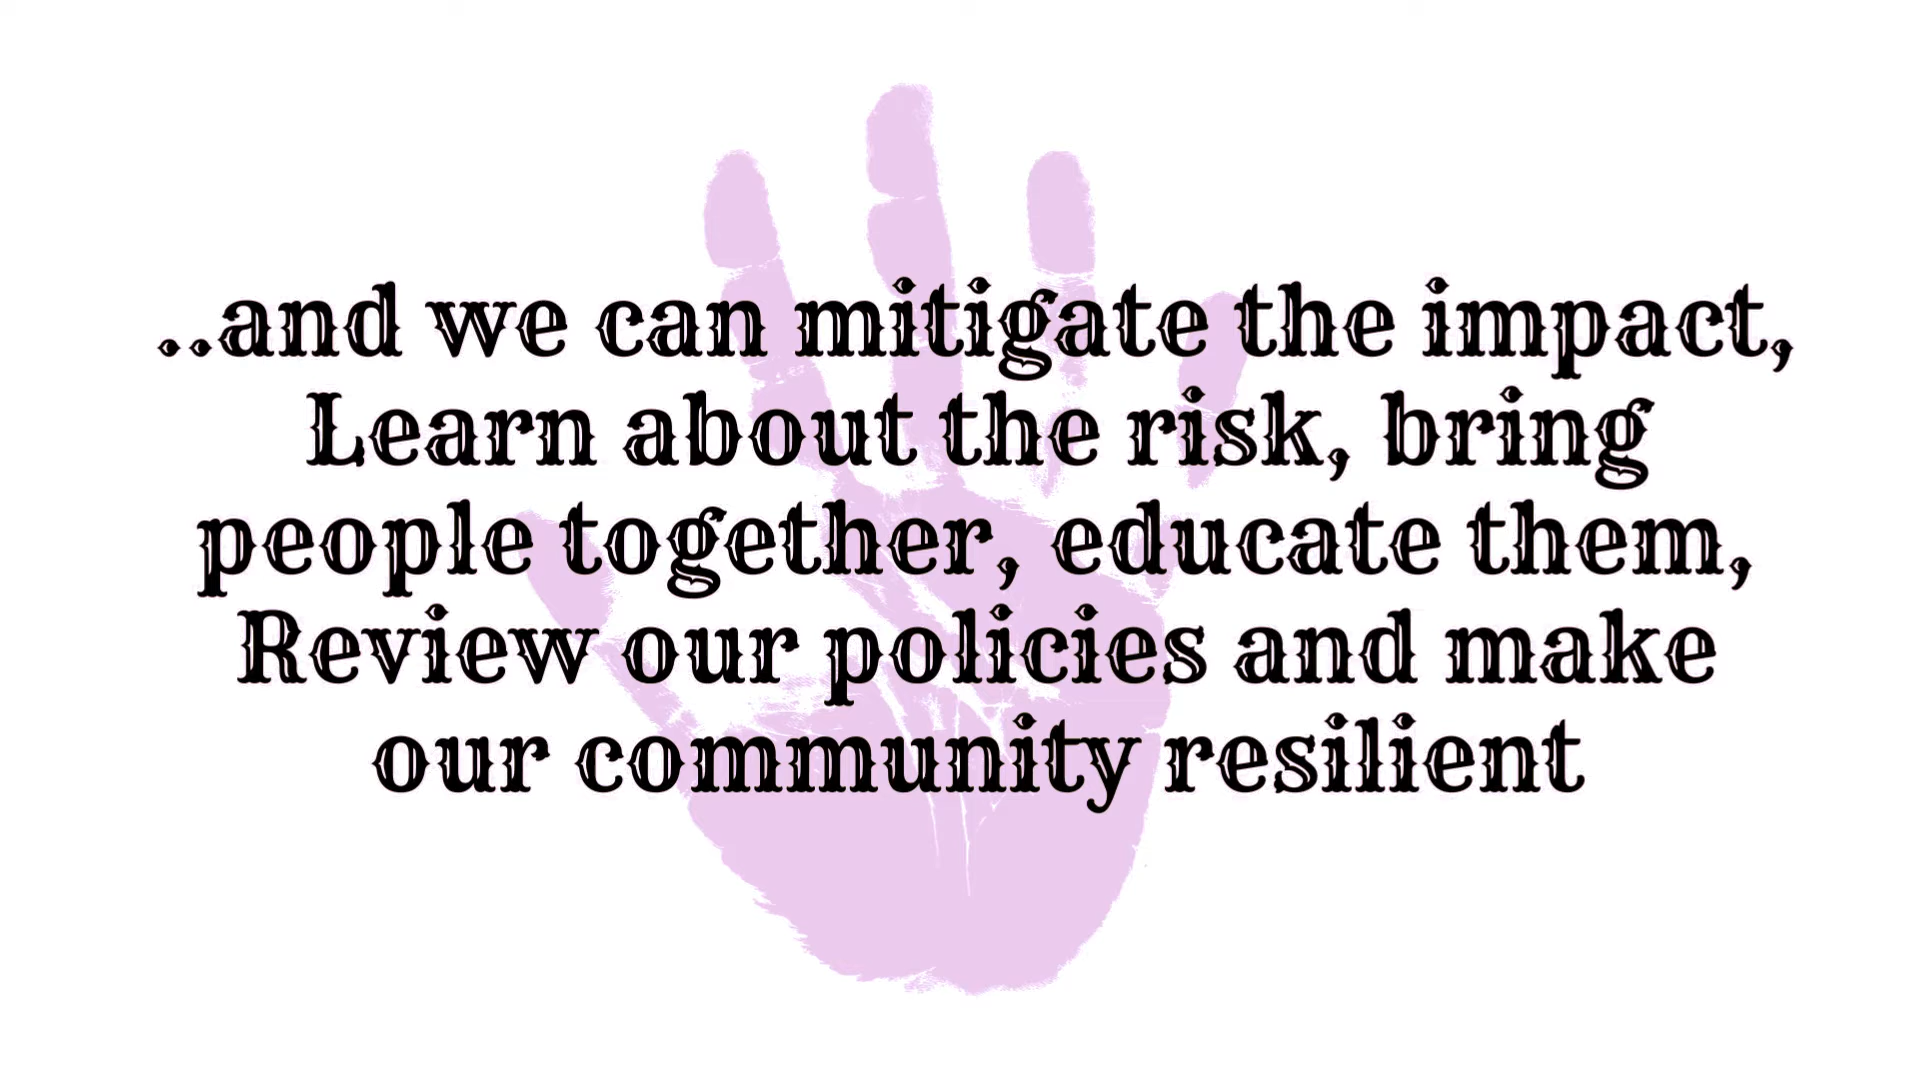 ..and we can mitigate the impact,
Learn about the risk, bring
people together, educate them,
Review our policies and make
our community resilient